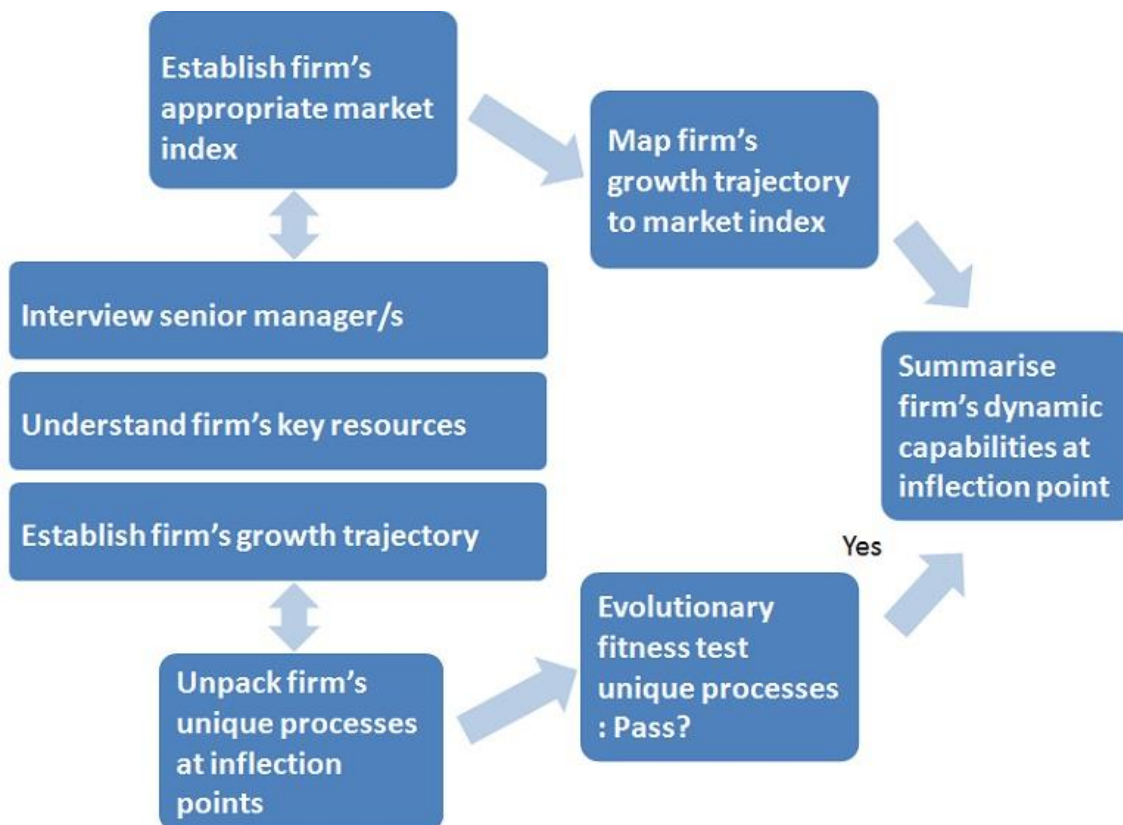 Establish firm’s
appropriate market
index
Map firm’s
growth trajectory
to market index
Interview senior manager/s
Understand firm’s key resources
Establish firm’s growth trajectory
Summarise
firm’s dynamic
capabilities at
inflection point
Yes
Evolutionary
fitness test
unique processes
: Pass?
Unpack firm’s
unique processes
at inflection
points